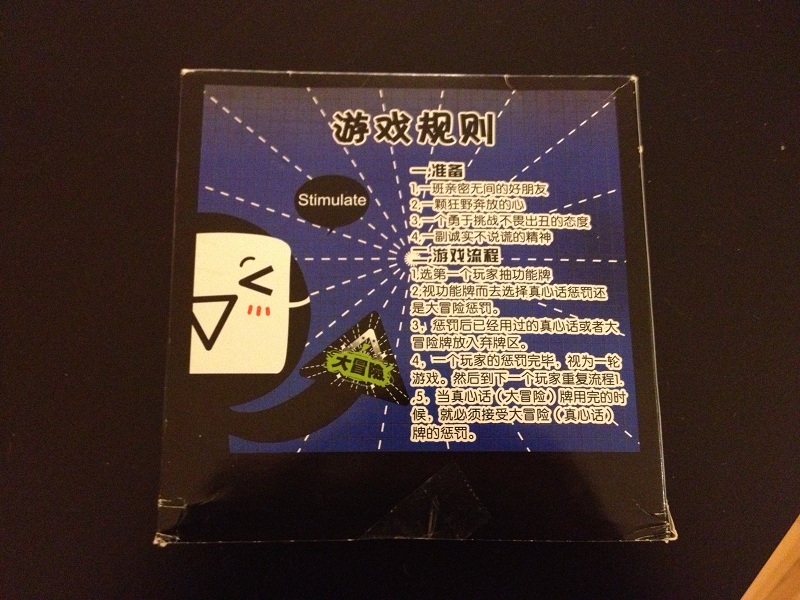 游戏规则
Stimulate
一准备
1,一班亲密无间的好朋友
2,一颗狂野奔放的心
3,一个勇于挑战不畏出丑的态度
4,一副诚实不说谎的精神
二.游戏流程
1,选第一个玩家抽功能牌
2,视功能牌而去选择真心话惩罚还
是大冒险惩罚.
3,惩罚后已经用过的真心话或者大
冒险牌放入弃牌区。
4,一个玩家的惩罚完毕,视为一轮
游戏。然后到下一个玩家重复流程1.
,5,当真心话(大冒险)牌用完的时
候,就必须接受大冒险(真心话)
牌的惩罚。
大冒险